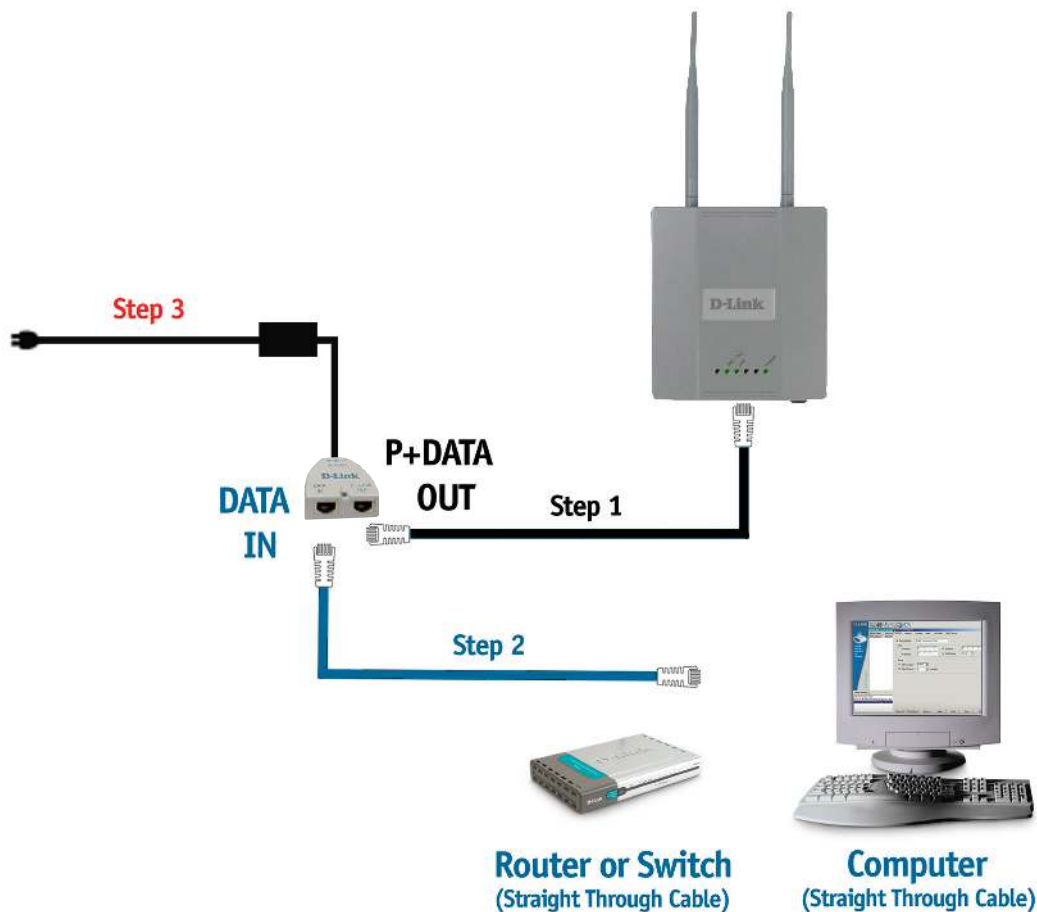 D-Link
Step 3
P+DATA
OUT
D-Link
DATA
IN
Step 1
Step 2
D-Link
Router or Switch
(Straight Through Cable)
Computer
(Straight Through Cable)